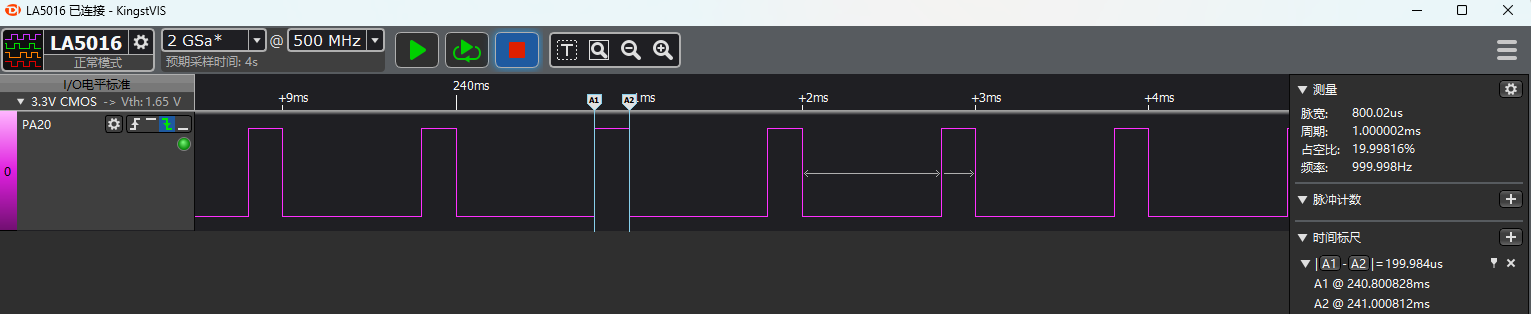 LA5016 已连接 - KingstVIS
LA5016
正常模式
2 GSa* @ 500 MHz
预期采样时间: 4s
I/O电平标准
3.3V CMOS -> Vth: 1.65 V
PA20
0
240ms
+9ms A1 A2 1ms +2ms +3ms +4ms
测量
脉宽: 800.02us
周期: 1.000002ms
占空比: 19.99816%
频率: 999.998Hz
脉冲计数
时间标尺
| A1 - A2 | = 199.984us
A1 @ 240.800828ms
A2 @ 241.000812ms